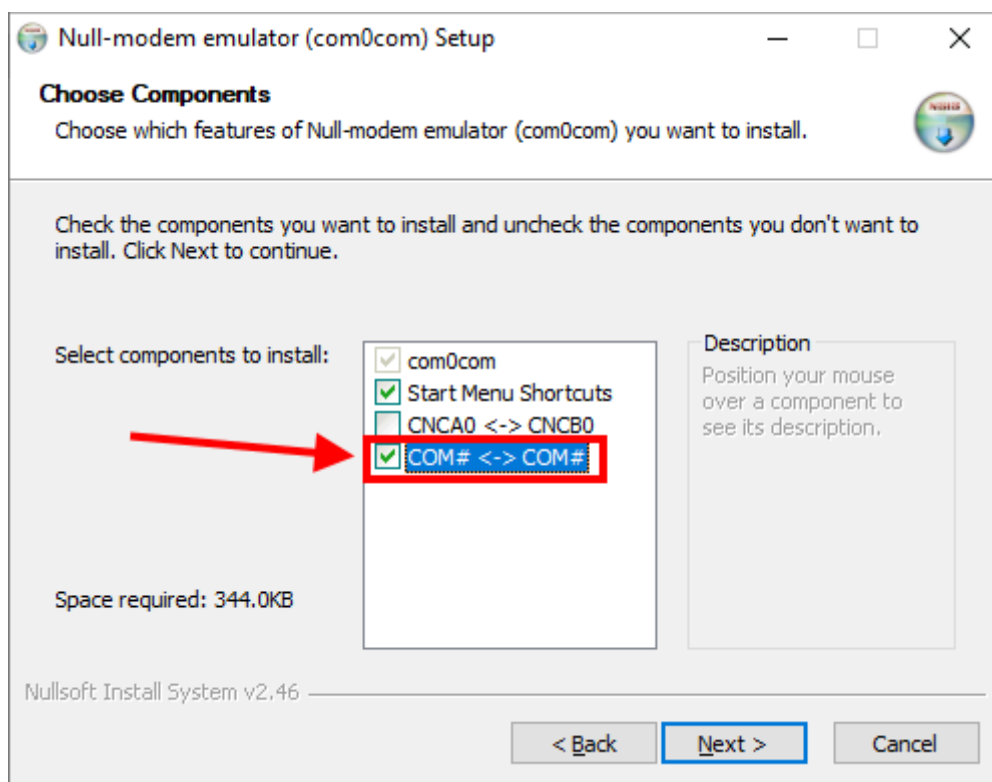 Null-modem emulator (com0com) Setup
Choose Components
Choose which features of Null-modem emulator (com0com) you want to install.
Check the components you want to install and uncheck the components you don't want to
install. Click Next to continue.
Select components to install:
com0com
Start Menu Shortcuts
CNCA0 <-> CNCB0
COM# <-> COM#
Description
Position your mouse
over a component to
see its description.
Space required: 344.0KB
Nullsoft Install System v2.46
< Back
Next >
Cancel